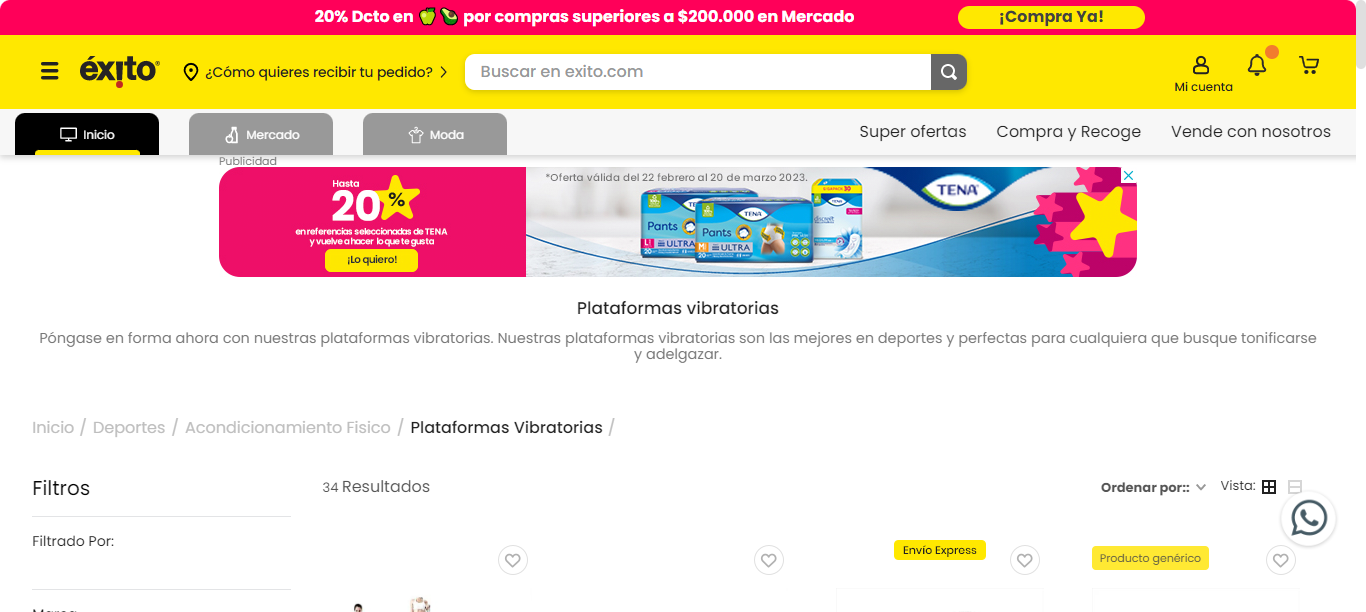 20% Dcto en 🍏🥑 por compras superiores a $200.000 en Mercado
¡Compra Ya!
éxito
¿Cómo quieres recibir tu pedido?
Buscar en exito.com
Mi cuenta
Inicio
Mercado
Moda
Super ofertas
Compra y Recoge
Vende con nosotros
Publicidad
Hasta
20%
en referencias seleccionadas de TENA
y vuelve a hacer lo que te gusta
¡Lo quiero!
*Oferta válida del 22 febrero al 20 de marzo 2023.
TENA
Pants
ULTRA
TENA
Pants
ULTRA
TENA
Plataformas vibratorias
Póngase en forma ahora con nuestras plataformas vibratorias. Nuestras plataformas vibratorias son las mejores en deportes y perfectas para cualquiera que busque tonificarse
y adelgazar.
Inicio / Deportes / Acondicionamiento Fisico / Plataformas Vibratorias /
Filtros
34 Resultados
Ordenar por::
Vista:
Filtrado Por:
Envío Express
Producto genérico
Marca